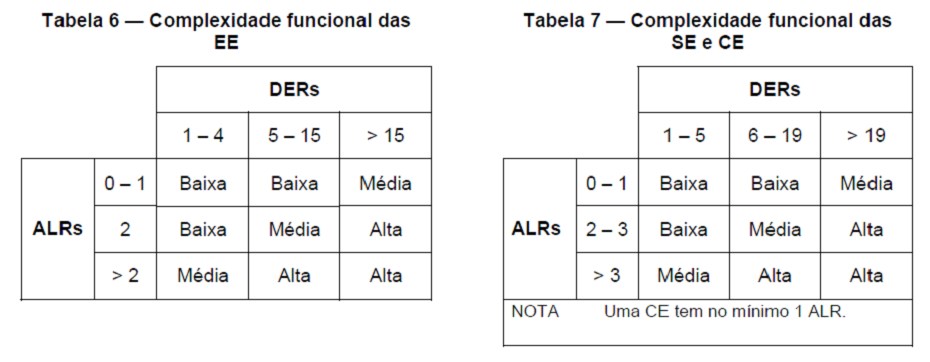 Tabela 6 — Complexidade funcional das
EE
DERs
1 – 4 5 – 15 > 15
ALRs
0 – 1 Baixa Baixa Média
2 Baixa Média Alta
> 2 Média Alta Alta
Tabela 7 — Complexidade funcional das
SE e CE
DERs
1 – 5 6 – 19 > 19
ALRs
0 – 1 Baixa Baixa Média
2 – 3 Baixa Média Alta
> 3 Média Alta Alta
NOTA Uma CE tem no mínimo 1 ALR.